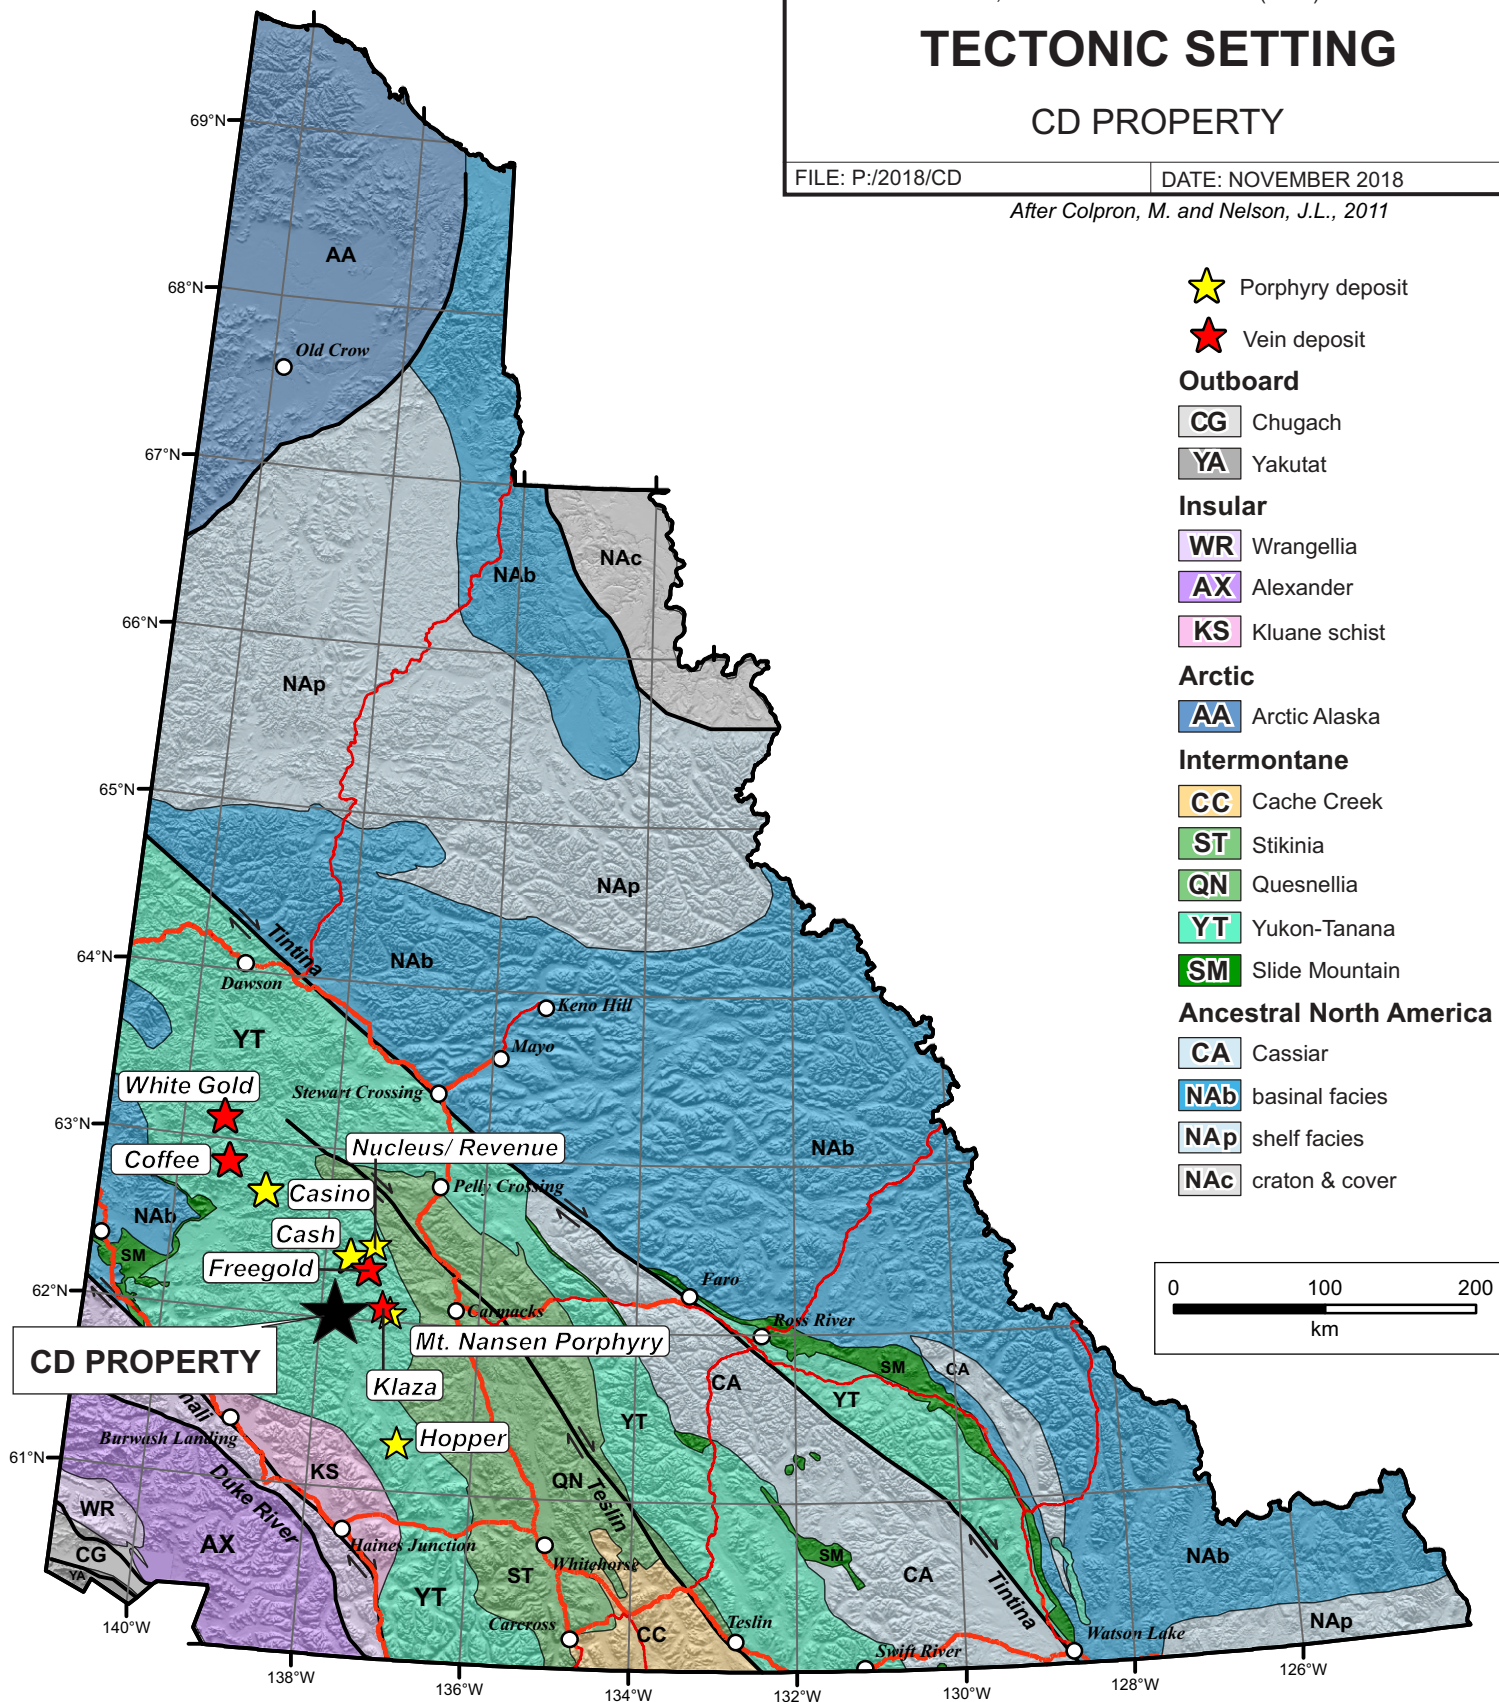 TECTONIC SETTING
CD PROPERTY
FILE: P:/2018/CD
DATE: NOVEMBER 2018
After Colpron, M. and Nelson, J.L., 2011
Porphyry deposit
Vein deposit
Outboard
CG Chugach
YA Yakutat
Insular
WR Wrangellia
AX Alexander
KS Kluane schist
Arctic
AA Arctic Alaska
Intermontane
CC Cache Creek
ST Stikinia
QN Quesnellia
YT Yukon-Tanana
SM Slide Mountain
Ancestral North America
CA Cassiar
NAb basinal facies
NAp shelf facies
NAc craton & cover
0 100 200
km
69°N
68°N
67°N
66°N
65°N
64°N
63°N
62°N
61°N
140°W
138°W
136°W
134°W
132°W
130°W
128°W
126°W
AA
Old Crow
NAc
NAb
NAp
NAp
Tintina
NAb
Dawson
Keno Hill
YT
Mayo
White Gold
Stewart Crossing
Nucleus/ Revenue
NAb
Coffee
Pelly Crossing
Casino
NAb
Cash
SM
Freegold
Faro
Carmacks
Ross River
Mt. Nansen Porphyry
CD PROPERTY
SM
CA
Klaza
CA
YT
nali
YT
Burwash Landing
Hopper
KS
QN
Duke River
Teslin
WR
AX
Haines Junction
CG
Whitehorse
SM
NAb
YA
ST
CA
YT
Tintina
Carcross
CC
Teslin
NAp
Swift River
Watson Lake